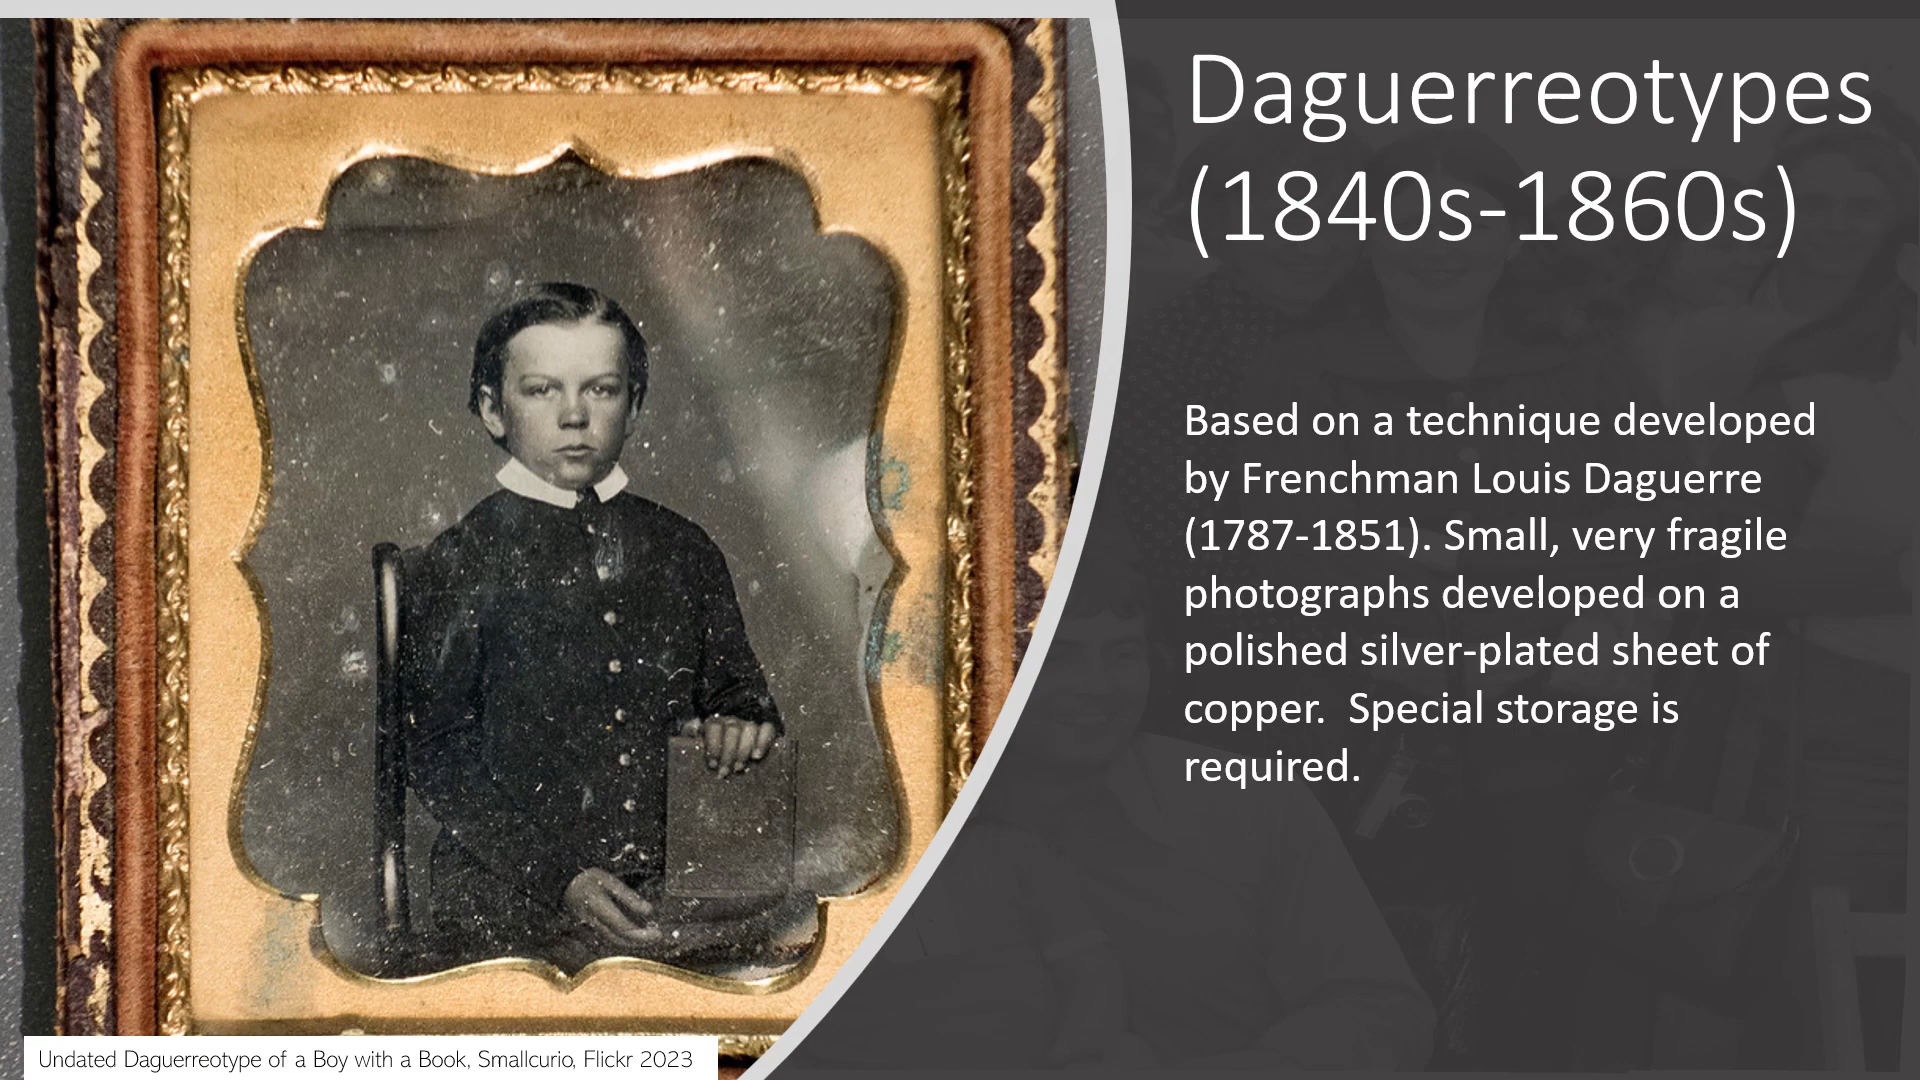 Daguerreotypes
(1840s-1860s)
Based on a technique developed
by Frenchman Louis Daguerre
(1787-1851). Small, very fragile
photographs developed on a
polished silver-plated sheet of
copper.  Special storage is
required.
Undated Daguerreotype of a Boy with a Book, Smallcurio, Flickr 2023